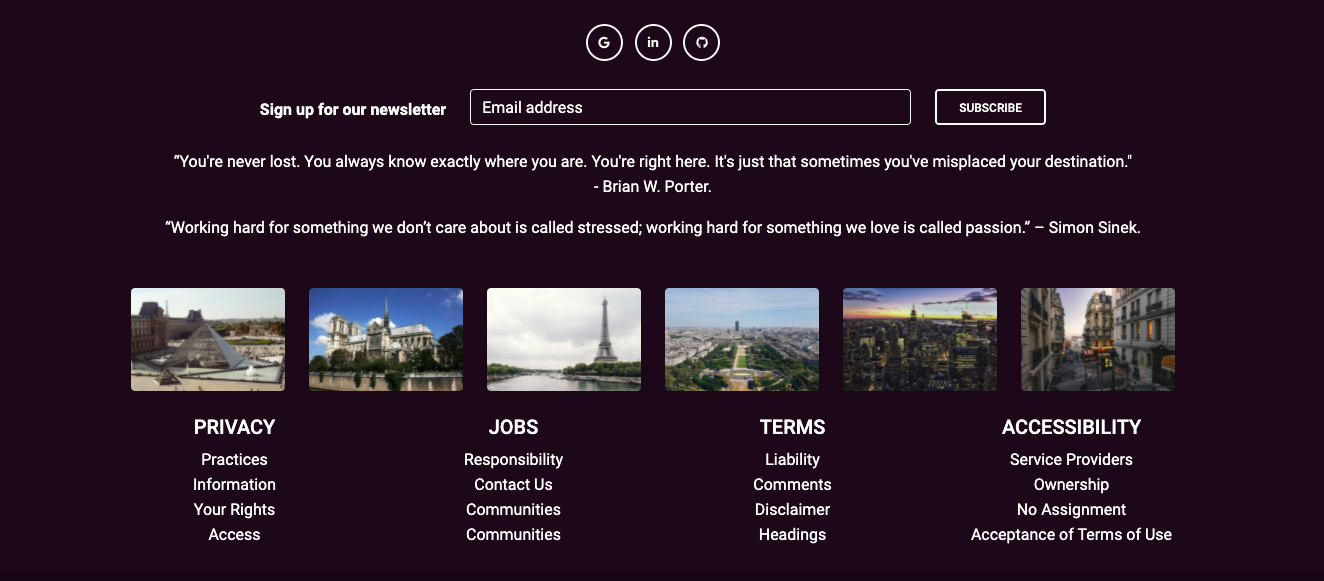 G in
Sign up for our newsletter Email address SUBSCRIBE
“You're never lost. You always know exactly where you are. You're right here. It's just that sometimes you've misplaced your destination."
- Brian W. Porter.
“Working hard for something we don’t care about is called stressed; working hard for something we love is called passion.” – Simon Sinek.
PRIVACY JOBS TERMS ACCESSIBILITY
Practices Responsibility Liability Service Providers
Information Contact Us Comments Ownership
Your Rights Communities Disclaimer No Assignment
Access Communities Headings Acceptance of Terms of Use